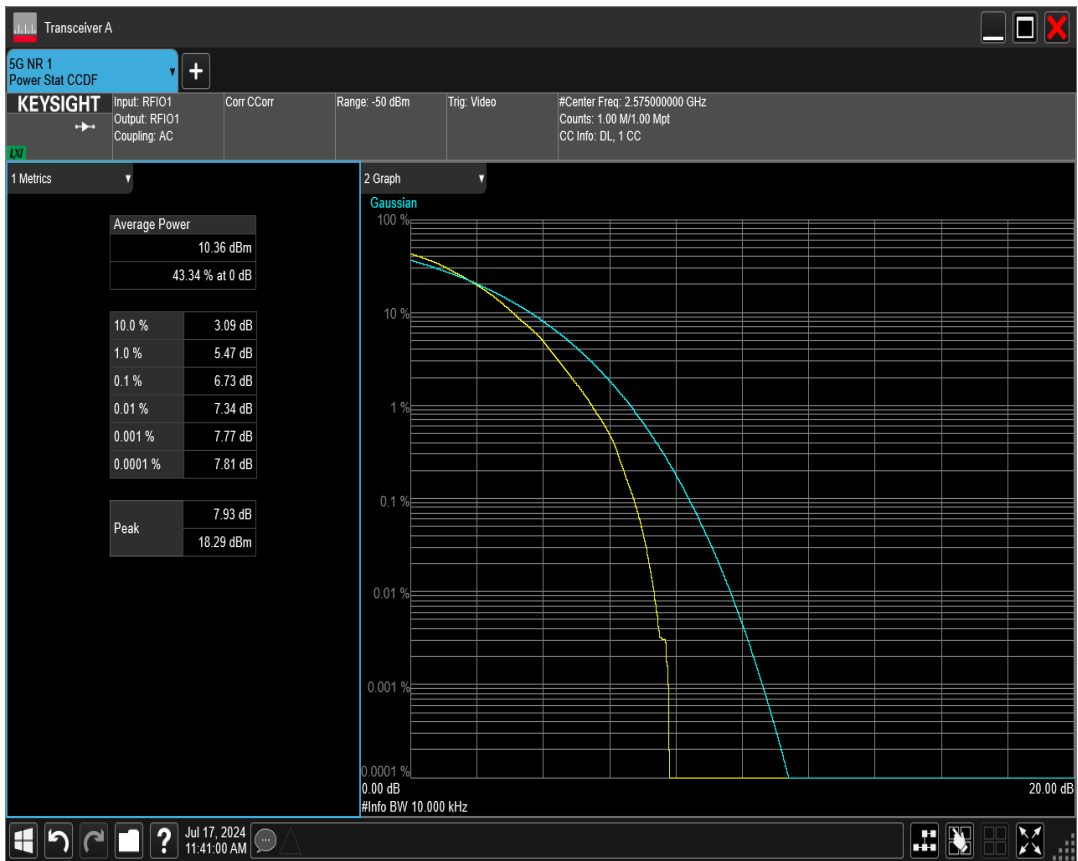 Transceiver A
5G NR 1
Power Stat CCDF
KEYSIGHT
LXI
Input: RFIO1
Output: RFIO1
Coupling: AC
Corr CCorr
Range: -50 dBm
Trig: Video
#Center Freq: 2.575000000 GHz
Counts: 1.00 M/1.00 Mpt
CC Info: DL, 1 CC
1 Metrics
Average Power
10.36 dBm
43.34 % at 0 dB
10.0 % 3.09 dB
1.0 % 5.47 dB
0.1 % 6.73 dB
0.01 % 7.34 dB
0.001 % 7.77 dB
0.0001 % 7.81 dB
Peak
7.93 dB
18.29 dBm
2 Graph
Gaussian
100 %
10 %
1 %
0.1 %
0.01 %
0.001 %
0.0001 %
0.00 dB 20.00 dB
#Info BW 10.000 kHz
Jul 17, 2024
11:41:00 AM